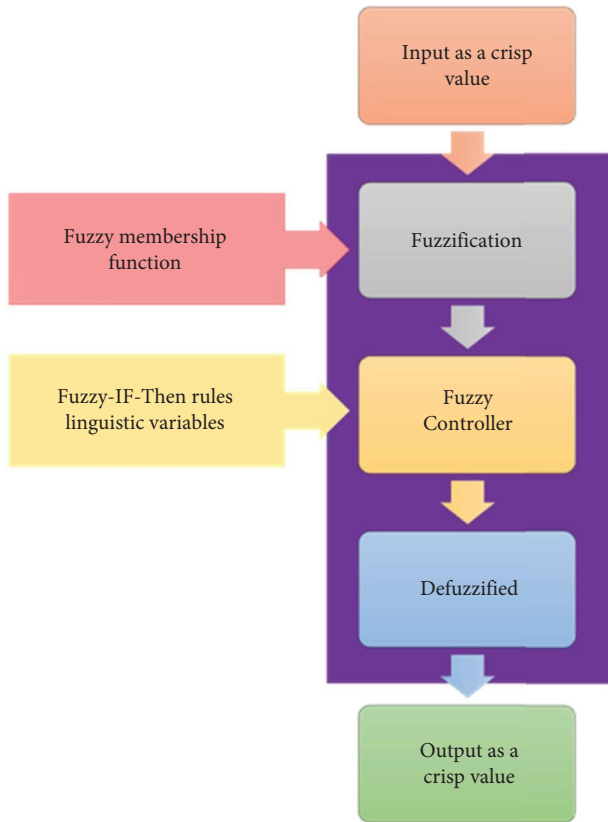 Input as a crisp
value
Fuzzy membership
function
Fuzzification
Fuzzy-IF-Then rules
linguistic variables
Fuzzy
Controller
Defuzzified
Output as a
crisp value